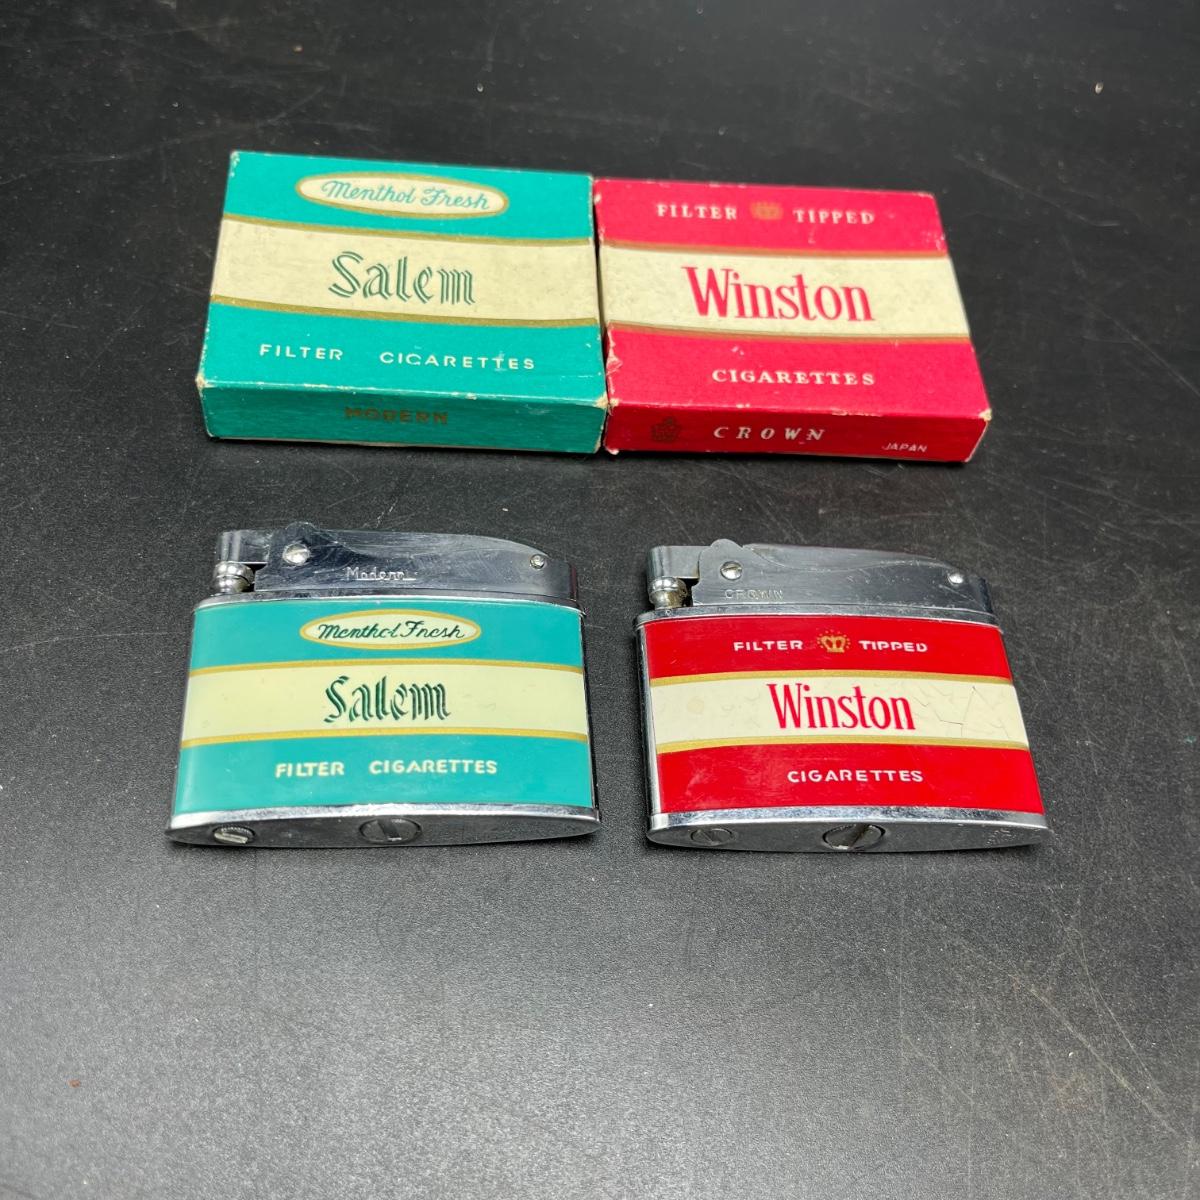 Menthol Fresh
Salem
FILTER CIGARETTES
MODERN
FILTER TIPPED
Winston
CIGARETTES
CROWN
JAPAN
Modern
Menthol Fresh
Salem
FILTER CIGARETTES
CROWN
FILTER TIPPED
Winston
CIGARETTES